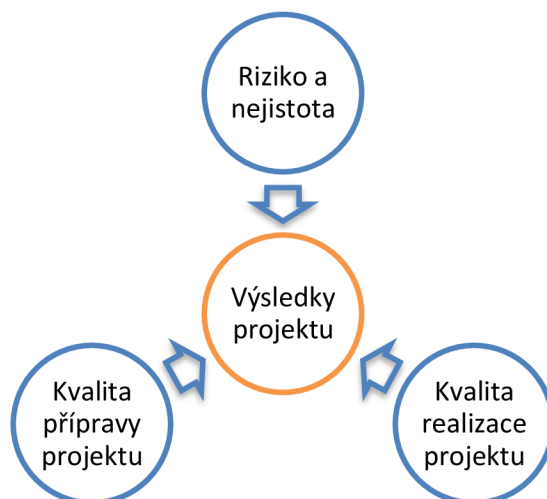 Riziko a
nejistota
Výsledky
projektu
Kvalita
přípravy
projektu
Kvalita
realizace
projektu